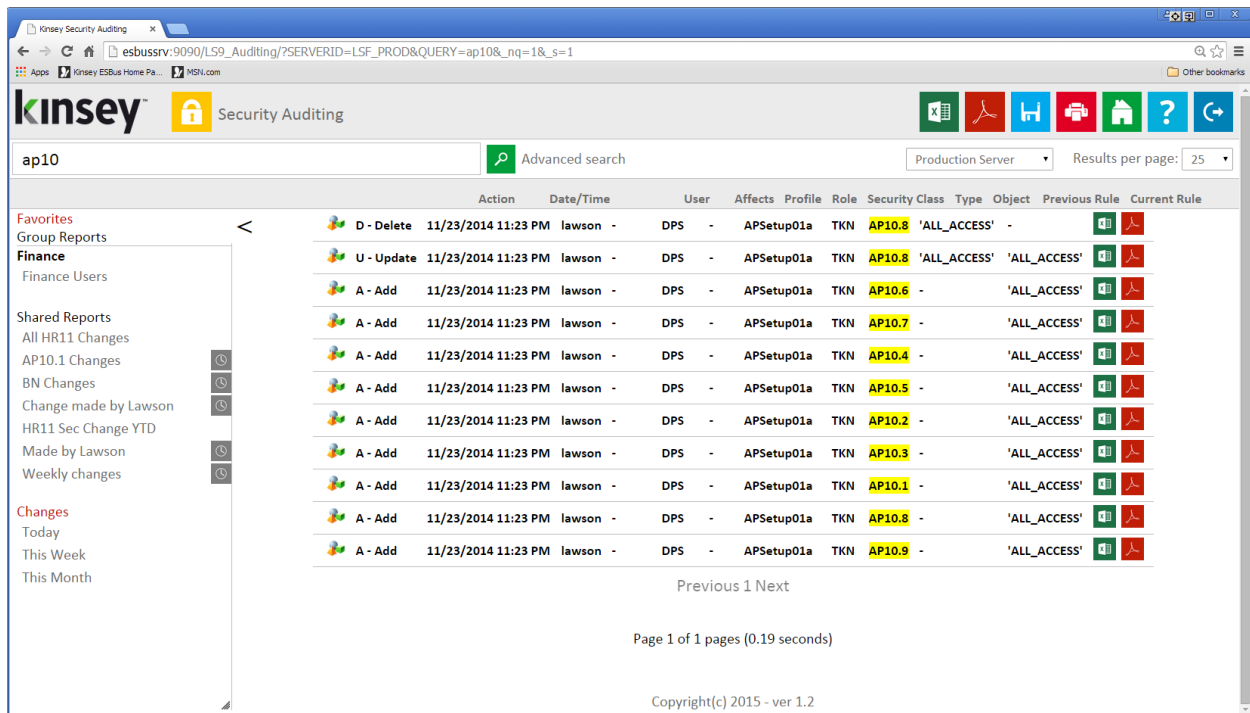 Kinsey Security Auditing
esbussrv:9090/LS9_Auditing/?SERVERID=LSF_PROD&QUERY=ap10&_nq=1&_s=1
Apps Kinsey ESBus Home Pa... MSN.com Other bookmarks
kinsey™ Security Auditing
ap10 Advanced search Production Server Results per page: 25
Action Date/Time User Affects Profile Role Security Class Type Object Previous Rule Current Rule
Favorites
Group Reports
Finance
Finance Users
Shared Reports
All HR11 Changes
AP10.1 Changes
BN Changes
Change made by Lawson
HR11 Sec Change YTD
Made by Lawson
Weekly changes
Changes
Today
This Week
This Month
<
D - Delete 11/23/2014 11:23 PM lawson - DPS - APSetup01a TKN AP10.8 'ALL_ACCESS' -
U - Update 11/23/2014 11:23 PM lawson - DPS - APSetup01a TKN AP10.8 'ALL_ACCESS' 'ALL_ACCESS'
A - Add 11/23/2014 11:23 PM lawson - DPS - APSetup01a TKN AP10.6 - 'ALL_ACCESS'
A - Add 11/23/2014 11:23 PM lawson - DPS - APSetup01a TKN AP10.7 - 'ALL_ACCESS'
A - Add 11/23/2014 11:23 PM lawson - DPS - APSetup01a TKN AP10.4 - 'ALL_ACCESS'
A - Add 11/23/2014 11:23 PM lawson - DPS - APSetup01a TKN AP10.5 - 'ALL_ACCESS'
A - Add 11/23/2014 11:23 PM lawson - DPS - APSetup01a TKN AP10.2 - 'ALL_ACCESS'
A - Add 11/23/2014 11:23 PM lawson - DPS - APSetup01a TKN AP10.3 - 'ALL_ACCESS'
A - Add 11/23/2014 11:23 PM lawson - DPS - APSetup01a TKN AP10.1 - 'ALL_ACCESS'
A - Add 11/23/2014 11:23 PM lawson - DPS - APSetup01a TKN AP10.8 - 'ALL_ACCESS'
A - Add 11/23/2014 11:23 PM lawson - DPS - APSetup01a TKN AP10.9 - 'ALL_ACCESS'
Previous 1 Next
Page 1 of 1 pages (0.19 seconds)
Copyright(c) 2015 - ver 1.2